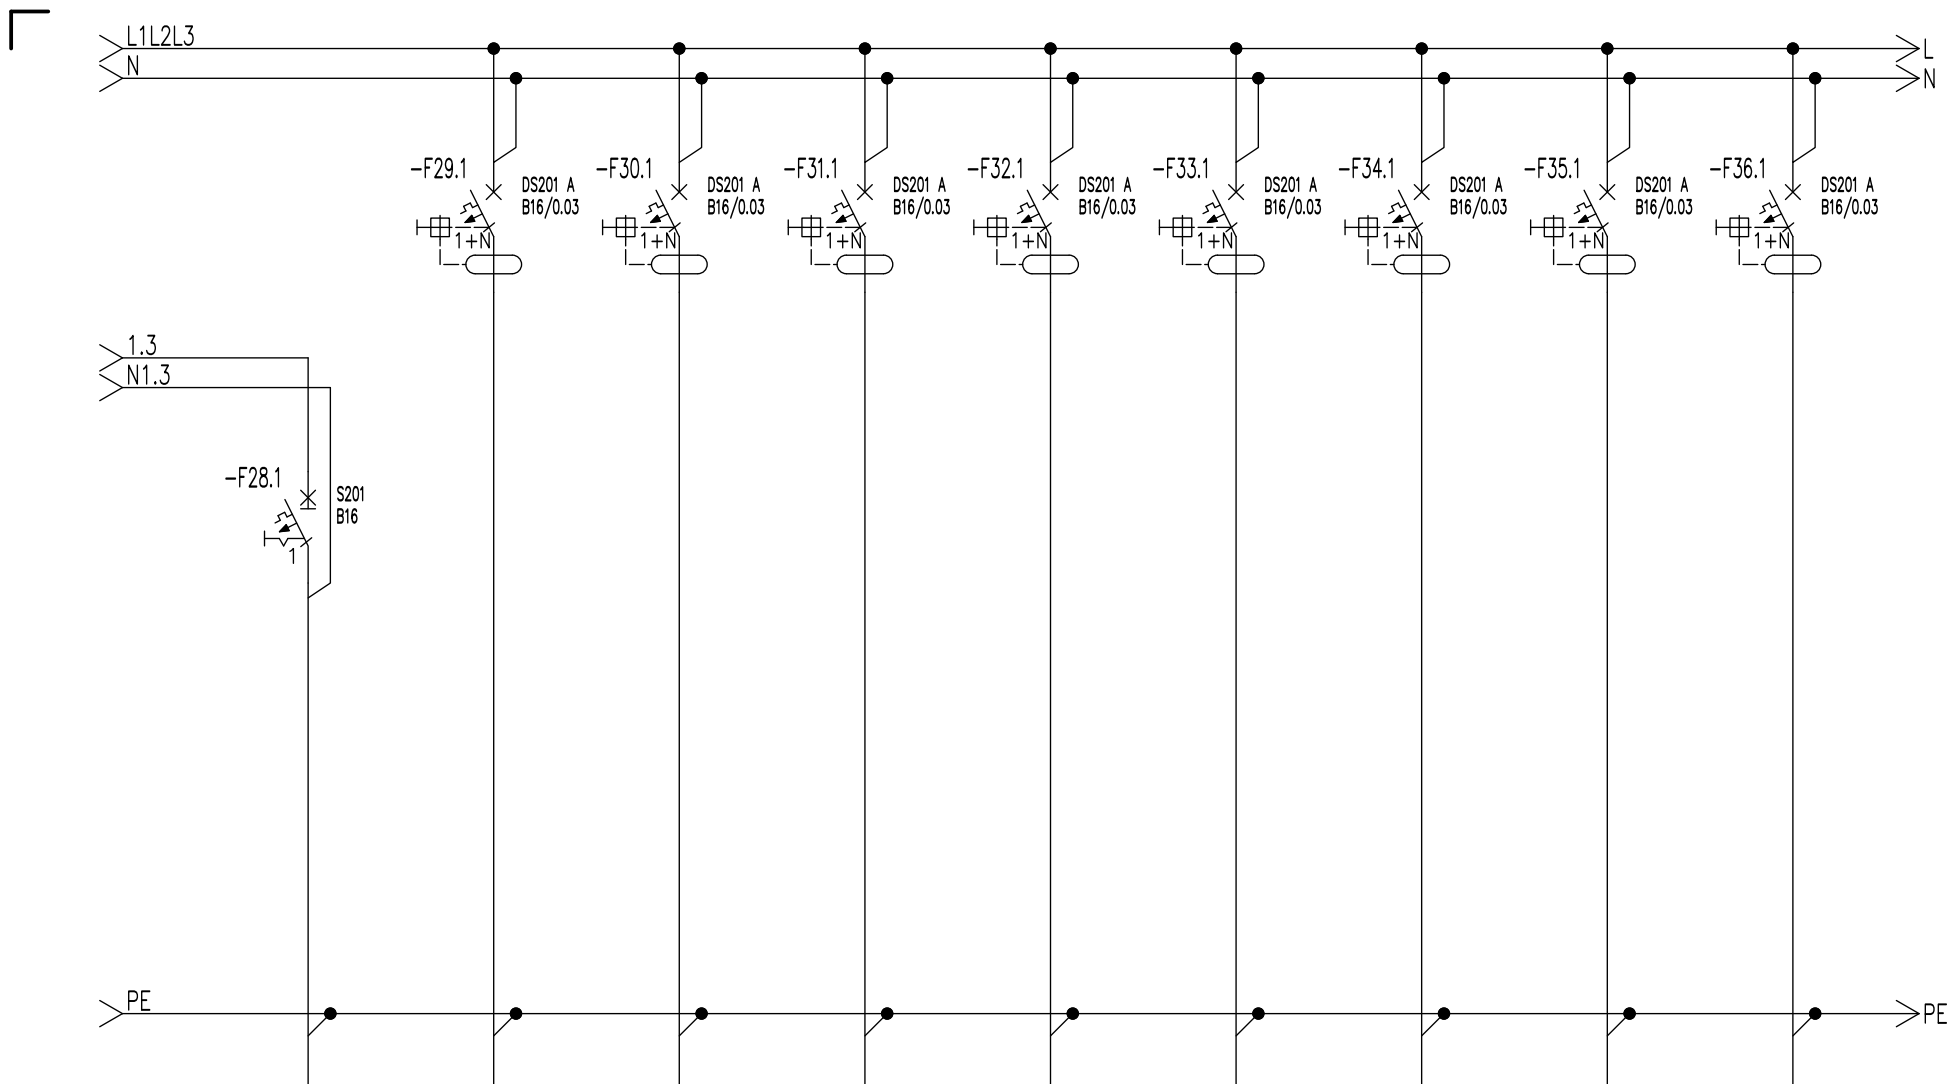 L1L2L3
L
N
N
-F29.1
DS201 A
B16/0.03
1+N
-F30.1
DS201 A
B16/0.03
1+N
-F31.1
DS201 A
B16/0.03
1+N
-F32.1
DS201 A
B16/0.03
1+N
-F33.1
DS201 A
B16/0.03
1+N
-F34.1
DS201 A
B16/0.03
1+N
-F35.1
DS201 A
B16/0.03
1+N
-F36.1
DS201 A
B16/0.03
1+N
1.3
N1.3
-F28.1
S201
B16
1
PE
PE